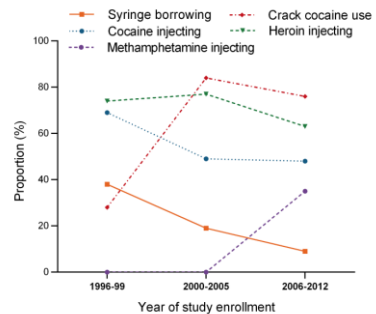 Syringe borrowing
Crack cocaine use
Cocaine injecting
Heroin injecting
Methamphetamine injecting
100
80
60
40
20
0
Proportion (%)
1996-99
2000-2005
2006-2012
Year of study enrollment